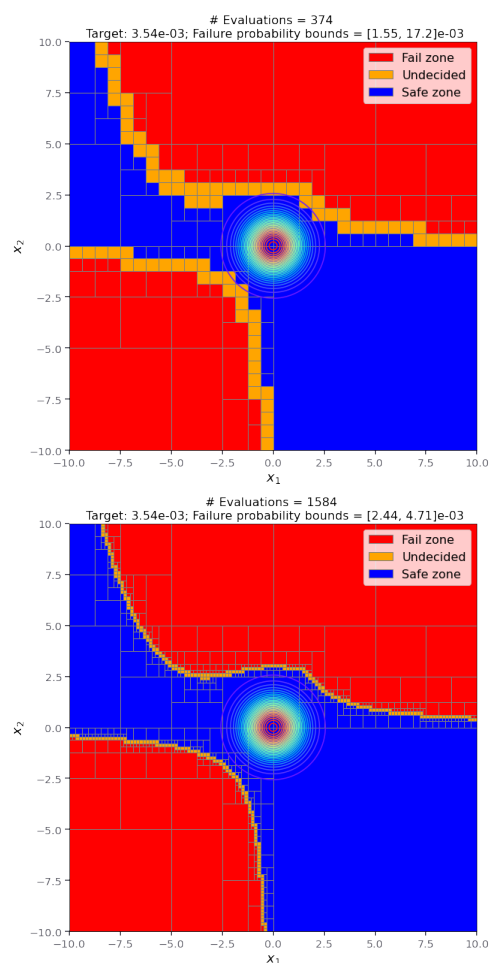 # Evaluations = 374
Target: 3.54e-03; Failure probability bounds = [1.55, 17.2]e-03
10.0
7.5
5.0
2.5
0.0
−2.5
−5.0
−7.5
−10.0
x₂
Fail zone
Undecided
Safe zone
−10.0 −7.5 −5.0 −2.5 0.0 2.5 5.0 7.5 10.0
x₁
# Evaluations = 1584
Target: 3.54e-03; Failure probability bounds = [2.44, 4.71]e-03
10.0
7.5
5.0
2.5
0.0
−2.5
−5.0
−7.5
−10.0
x₂
Fail zone
Undecided
Safe zone
−10.0 −7.5 −5.0 −2.5 0.0 2.5 5.0 7.5 10.0
x₁